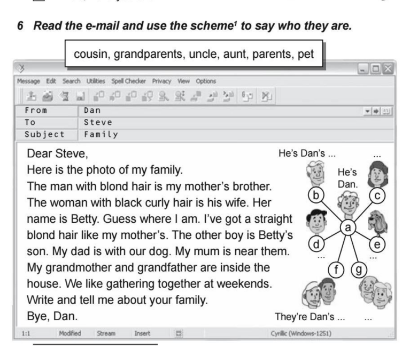 6 Read the e-mail and use the scheme¹ to say who they are.
cousin, grandparents, uncle, aunt, parents, pet
Message Edit Search Utilities Spell Checker Privacy View Options
From Dan
To Steve
Subject Family
Dear Steve,
Here is the photo of my family.
The man with blond hair is my mother's brother.
The woman with black curly hair is his wife. Her
name is Betty. Guess where I am. I've got a straight
blond hair like my mother's. The other boy is Betty's
son. My dad is with our dog. My mum is near them.
My grandmother and grandfather are inside the
house. We like gathering together at weekends.
Write and tell me about your family.
Bye, Dan.
He's Dan's ... ...
He's
Dan.
b c
a
d e
... ...
f g
They're Dan's ... ...
1:1 Modified Stream Insert Cyrillic (Windows-1251)